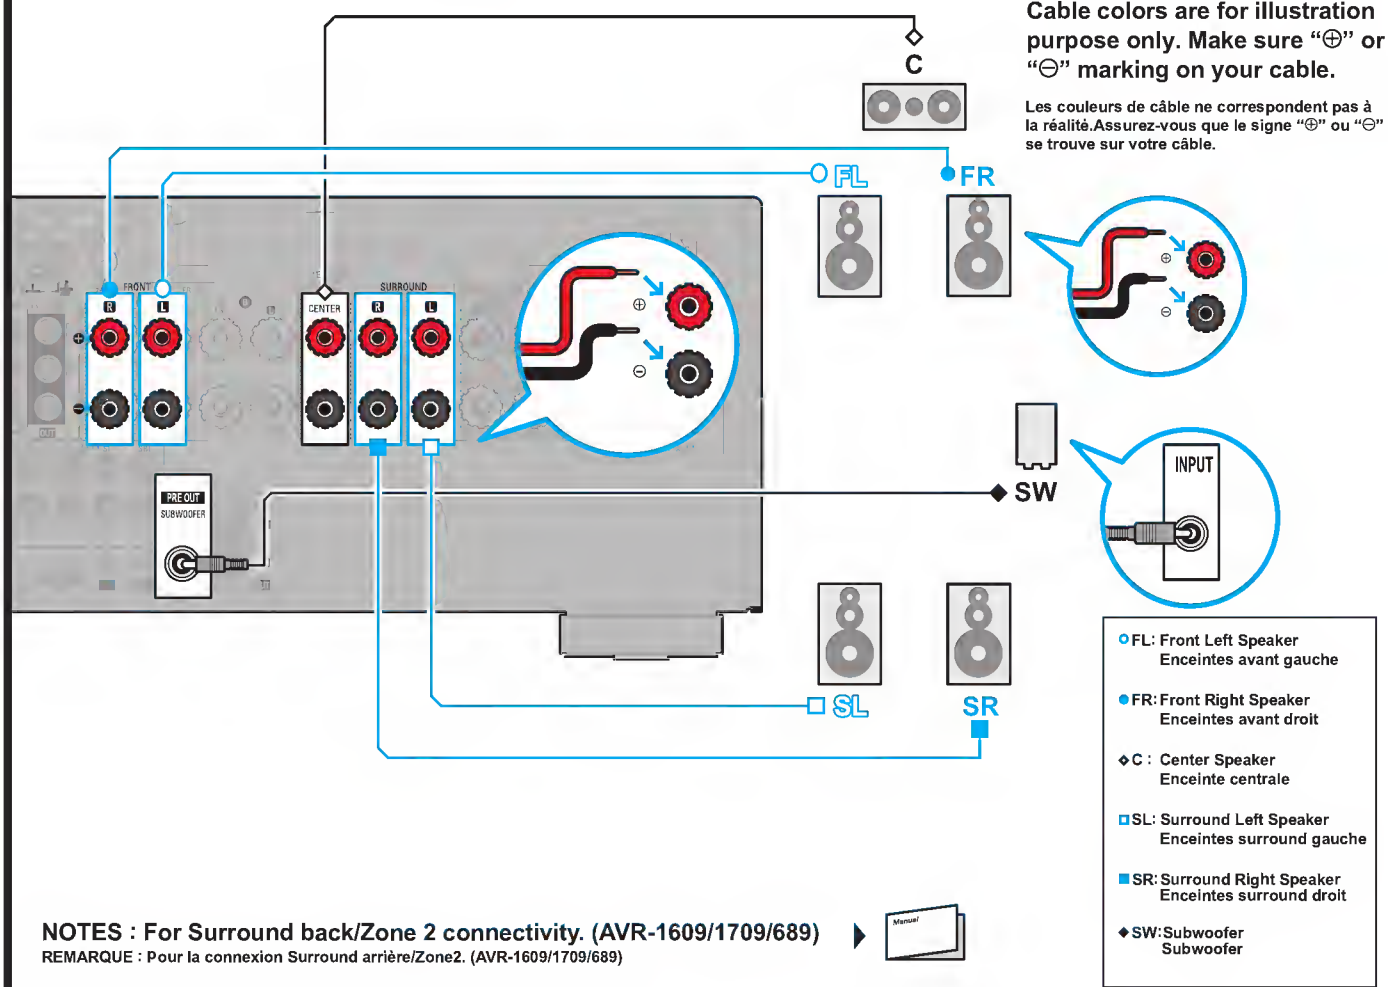 Cable colors are for illustration
purpose only. Make sure “⊕” or
“⊖” marking on your cable.
Les couleurs de câble ne correspondent pas à
la réalité.Assurez-vous que le signe “⊕” ou “⊖”
se trouve sur votre câble.
C
FL
FR
FRONT
SURROUND
R
L
CENTER
R
L
⊕
⊖
⊕
⊖
OUT
PRE OUT
SUBWOOFER
SW
INPUT
SL
SR
FL: Front Left Speaker
Enceintes avant gauche
FR: Front Right Speaker
Enceintes avant droit
C : Center Speaker
Enceinte centrale
SL: Surround Left Speaker
Enceintes surround gauche
SR: Surround Right Speaker
Enceintes surround droit
SW: Subwoofer
Subwoofer
NOTES : For Surround back/Zone 2 connectivity. (AVR-1609/1709/689)
REMARQUE : Pour la connexion Surround arrière/Zone2. (AVR-1609/1709/689)
Manual